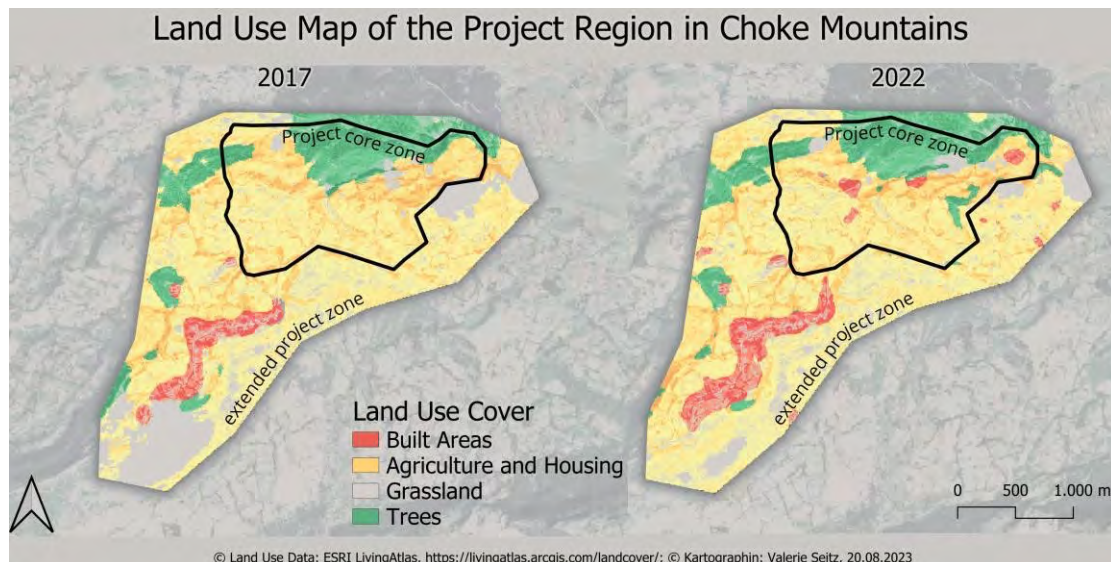 Land Use Map of the Project Region in Choke Mountains
2017
2022
Project core zone
extended project zone
Project core zone
extended project zone
Land Use Cover
Built Areas
Agriculture and Housing
Grassland
Trees
0 500 1.000 m
© Land Use Data: ESRI LivingAtlas, https://livingatlas.arcgis.com/landcover/; © Kartographin: Valerie Seitz, 20.08.2023